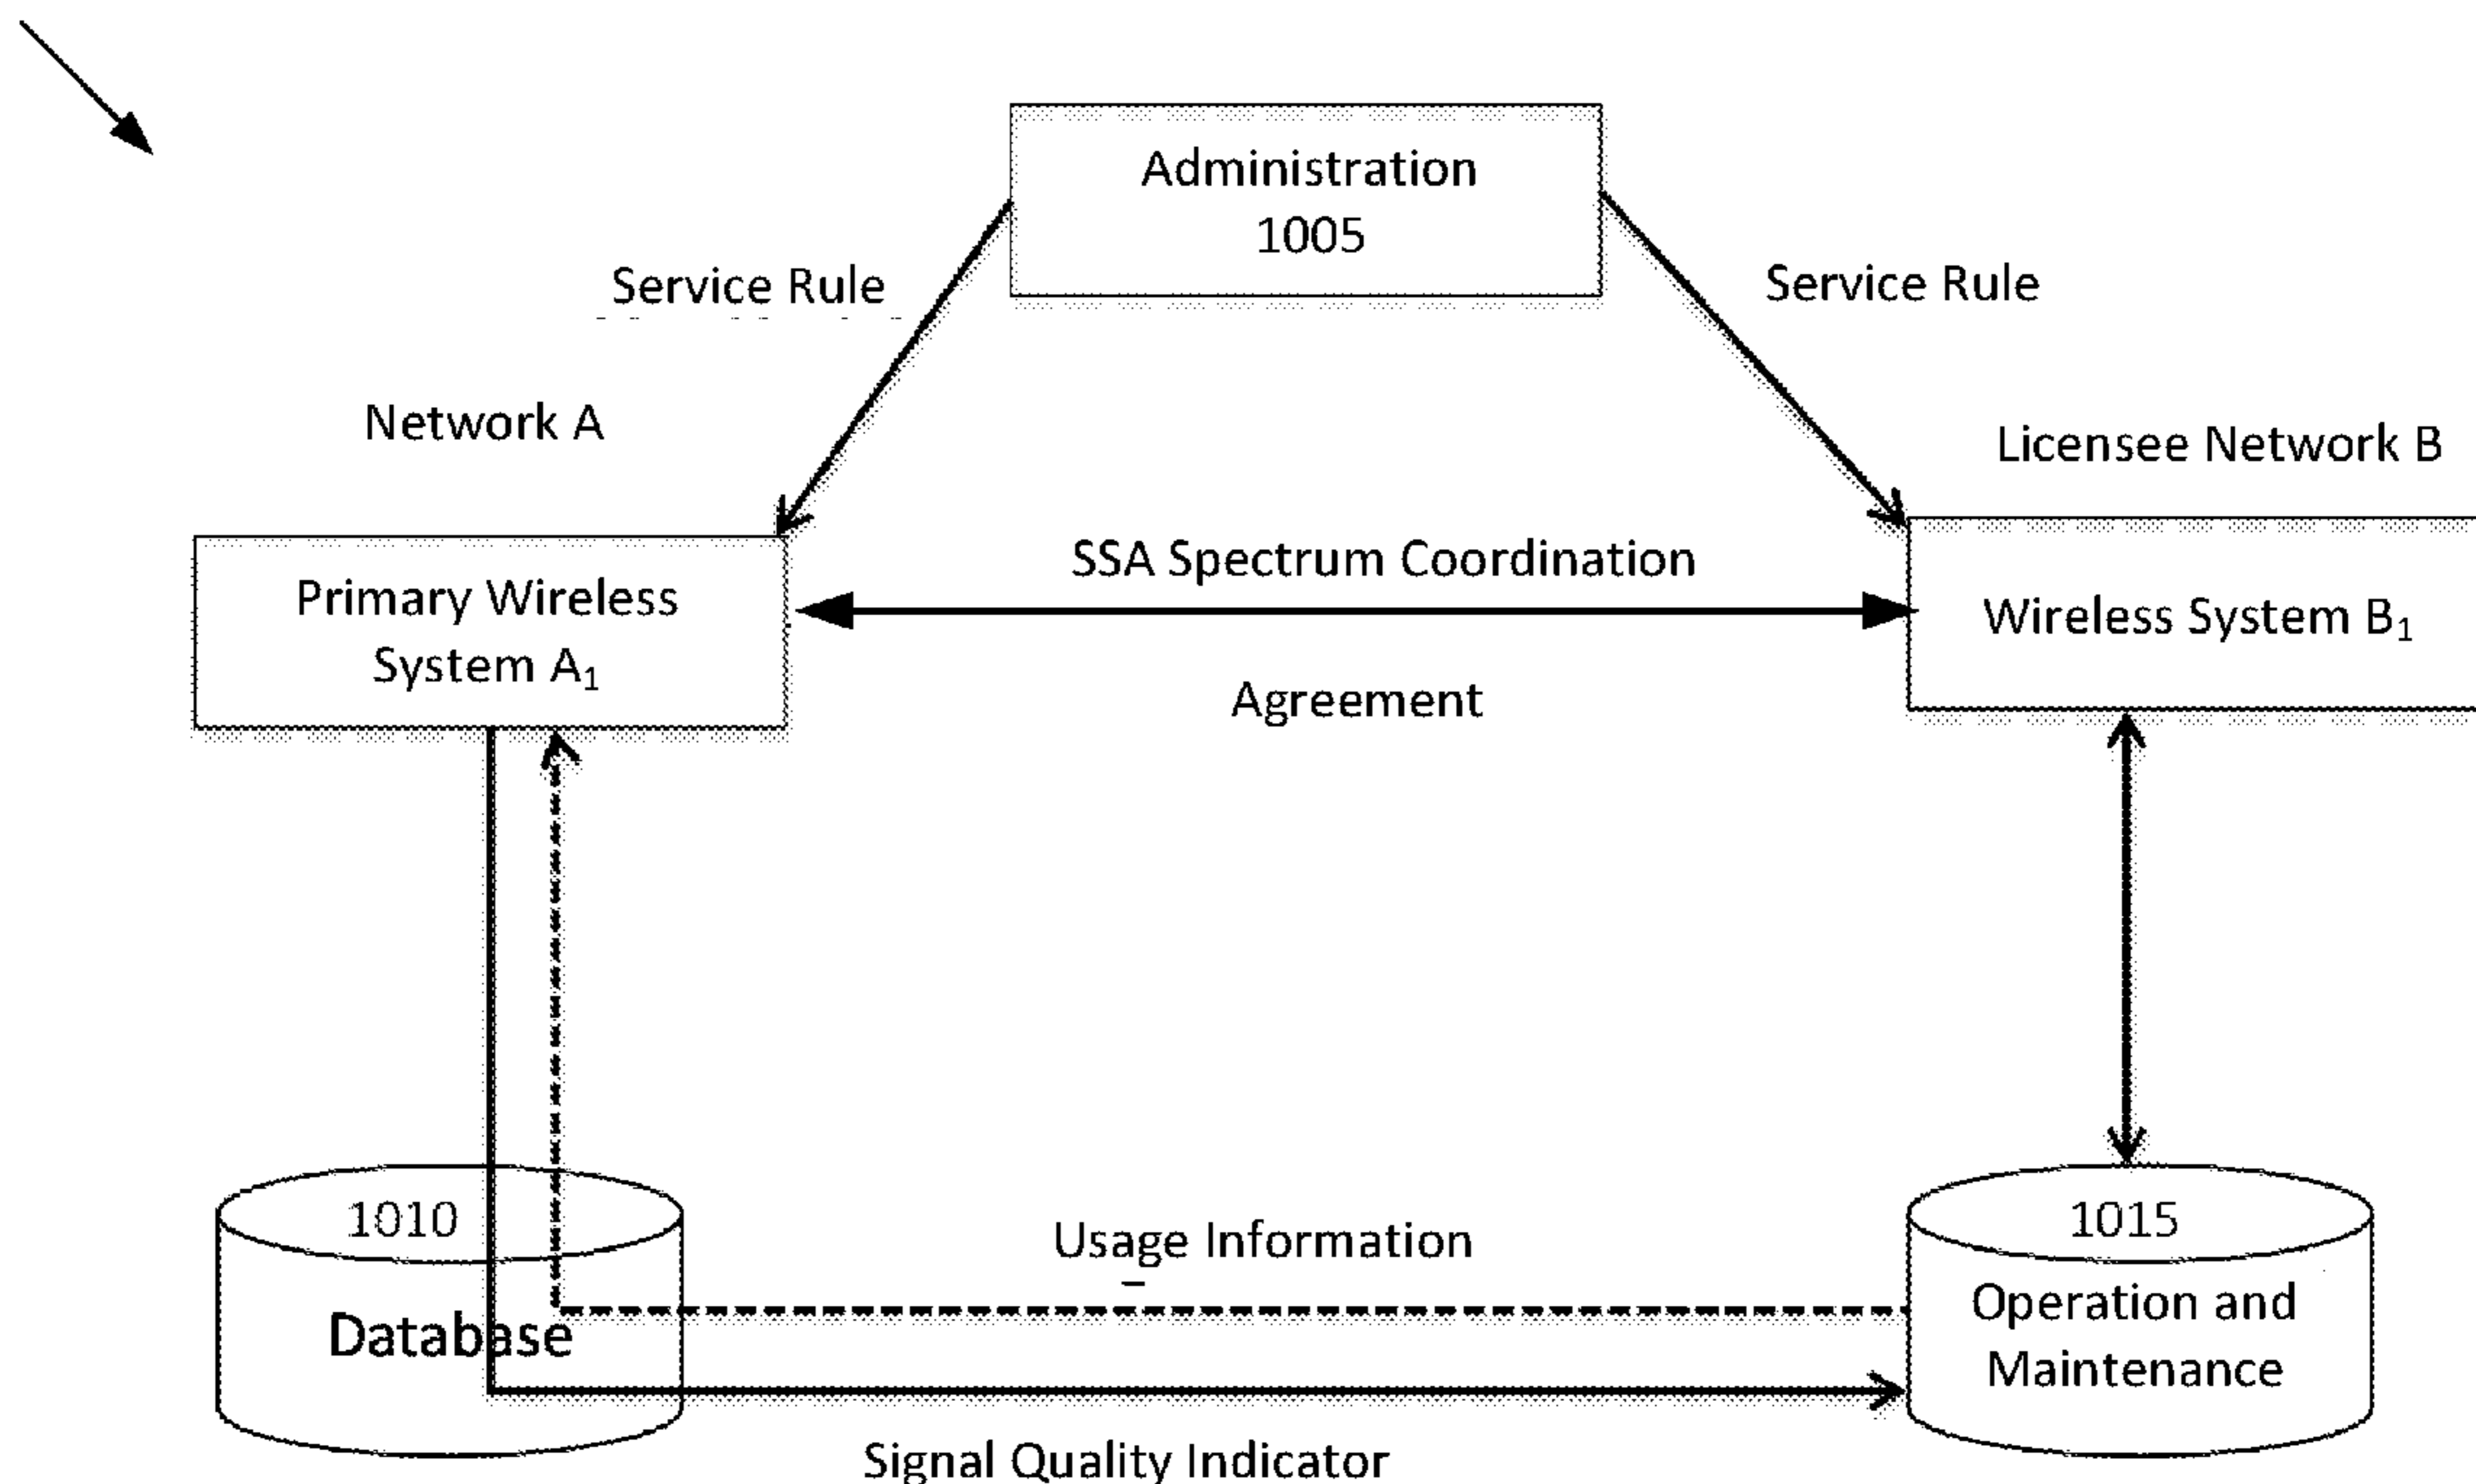 Administration
1005
Service Rule
Service Rule
Network A
Licensee Network B
Primary Wireless
System A₁
SSA Spectrum Coordination
Agreement
Wireless System B₁
1010
Database
Usage Information
1015
Operation and
Maintenance
Signal Quality Indicator